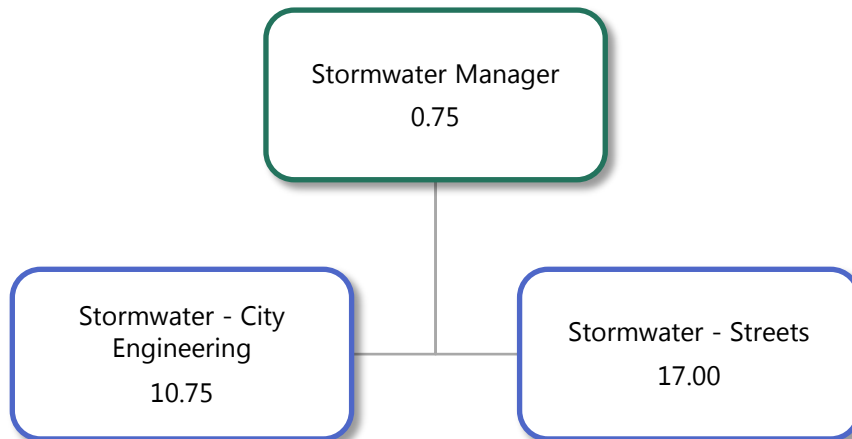 Stormwater Manager
0.75
Stormwater - City
Engineering
10.75
Stormwater - Streets
17.00